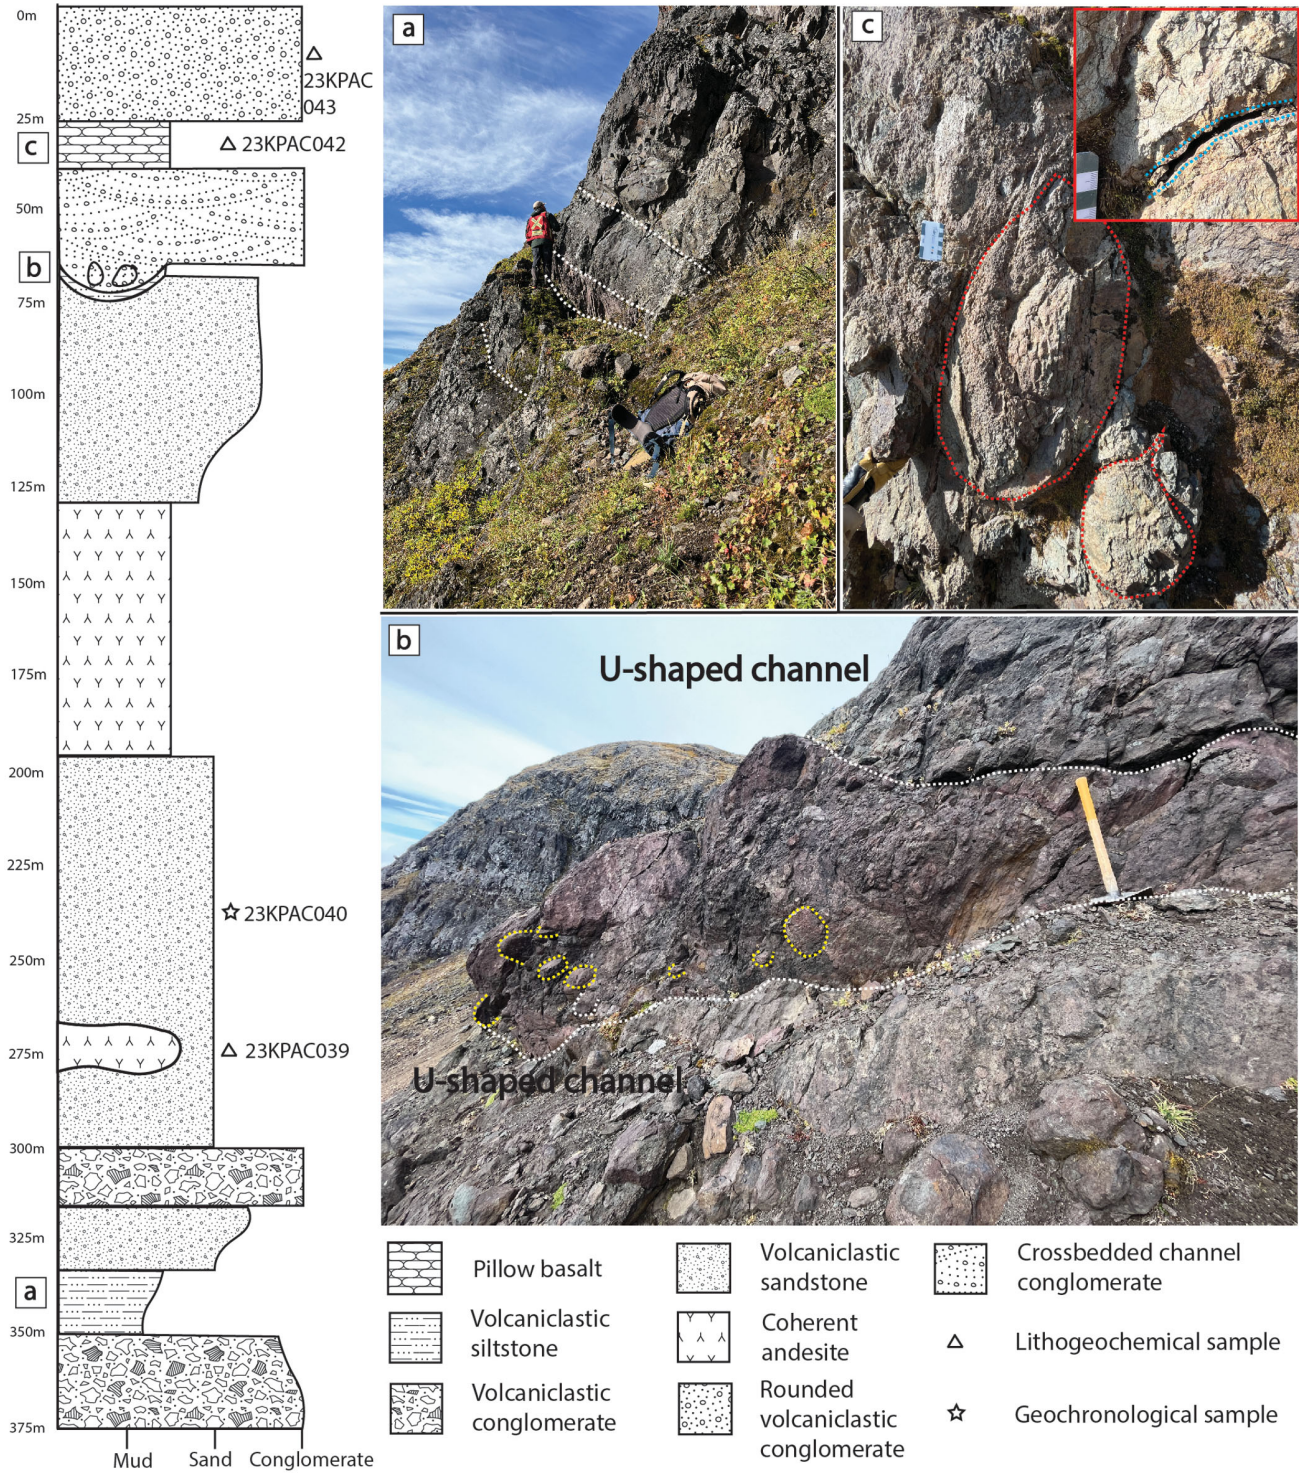 0m
23KPAC
043
25m
c
23KPAC042
50m
b
75m
100m
125m
150m
175m
200m
225m
23KPAC040
250m
275m
23KPAC039
300m
325m
a
350m
375m
Mud
Sand
Conglomerate
a
c
b
U-shaped channel
U-shaped channel
Pillow basalt
Volcaniclastic
siltstone
Volcaniclastic
conglomerate
Volcaniclastic
sandstone
Coherent
andesite
Rounded
volcaniclastic
conglomerate
Crossbedded channel
conglomerate
Lithogeochemical sample
Geochronological sample